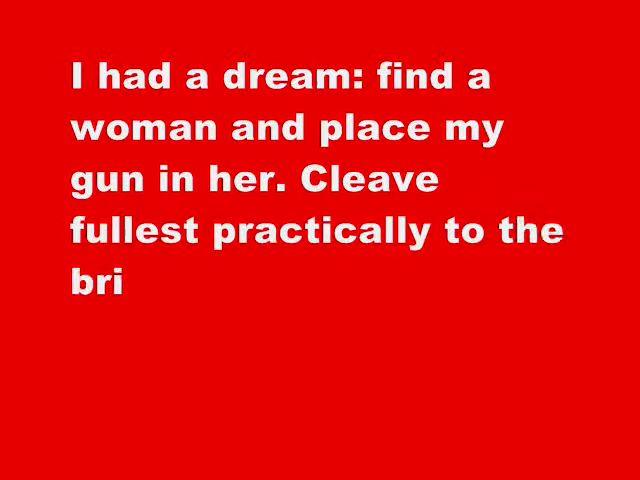 I had a dream: find a
woman and place my
gun in her. Cleave
fullest practically to the
bri